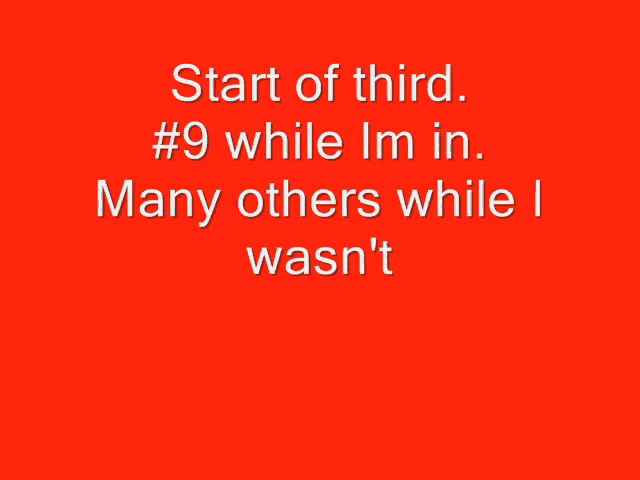 Start of third.
#9 while Im in.
Many others while I
wasn't